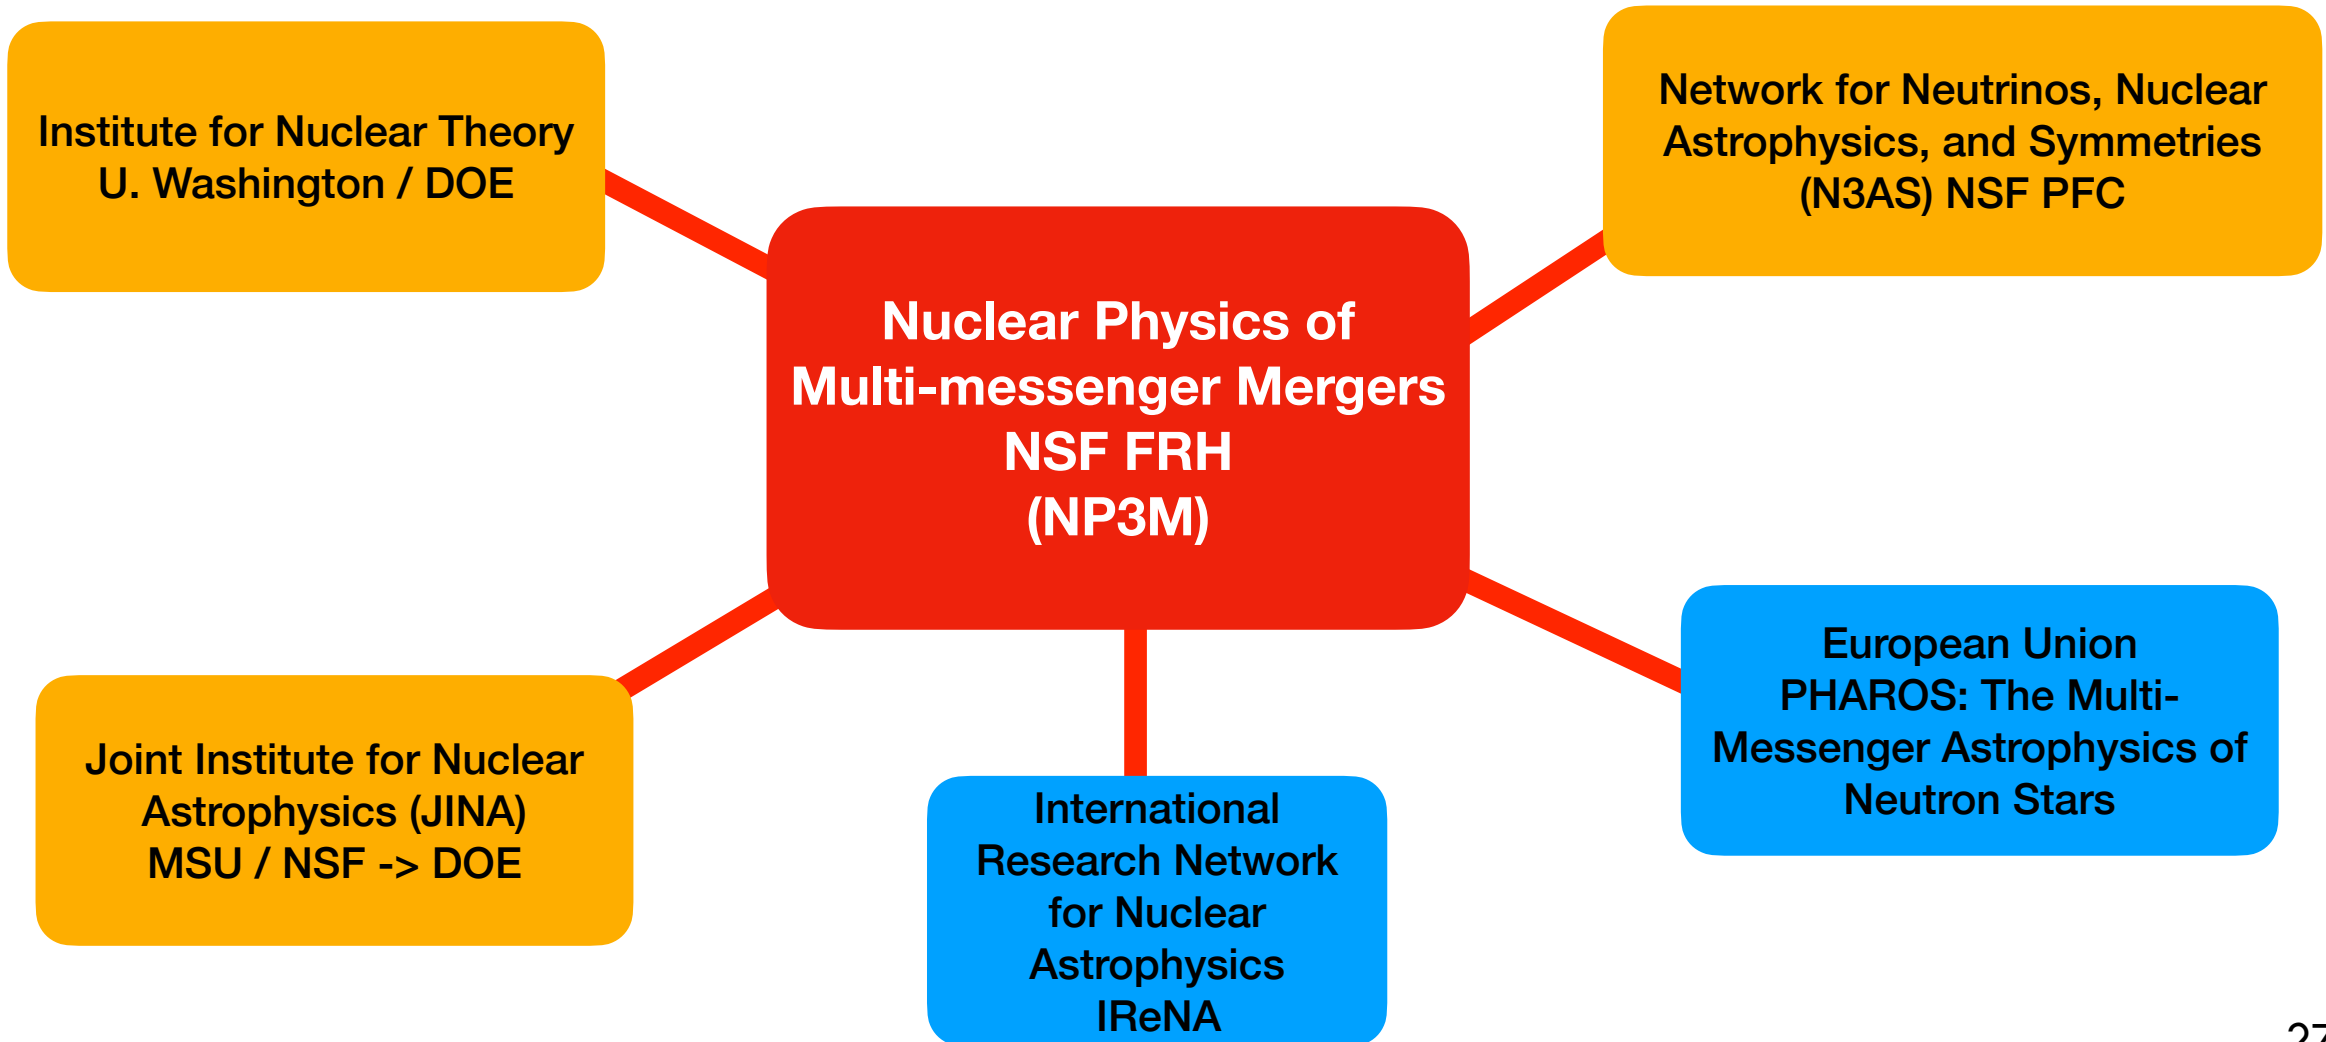 Institute for Nuclear Theory
U. Washington / DOE
Network for Neutrinos, Nuclear
Astrophysics, and Symmetries
(N3AS) NSF PFC
Nuclear Physics of
Multi-messenger Mergers
NSF FRH
(NP3M)
European Union
PHAROS: The Multi-
Messenger Astrophysics of
Neutron Stars
Joint Institute for Nuclear
Astrophysics (JINA)
MSU / NSF -> DOE
International
Research Network
for Nuclear
Astrophysics
IReNA
27